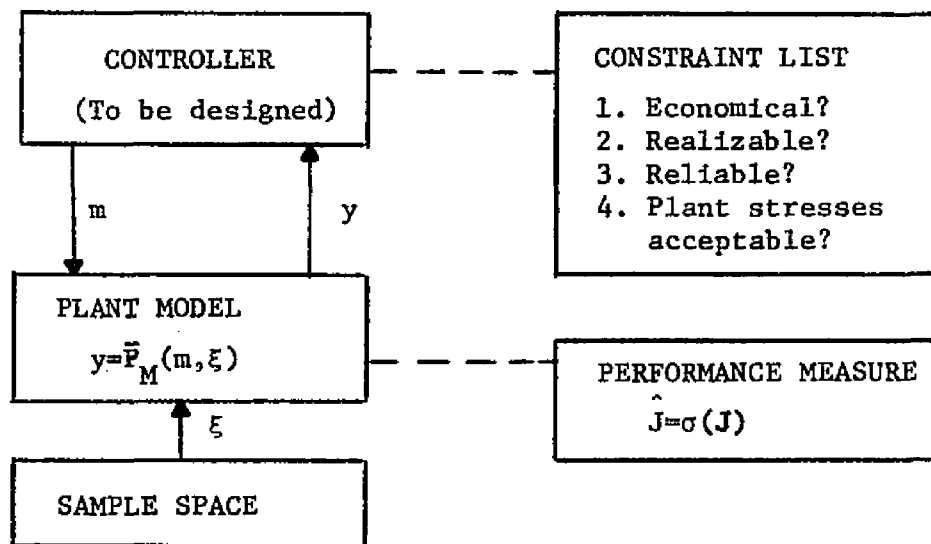 CONTROLLER
(To be designed)
m
y
PLANT MODEL
y=P̄_M(m,ξ)
ξ
SAMPLE SPACE
CONSTRAINT LIST
1. Economical?
2. Realizable?
3. Reliable?
4. Plant stresses
acceptable?
PERFORMANCE MEASURE
Ĵ=σ(J)